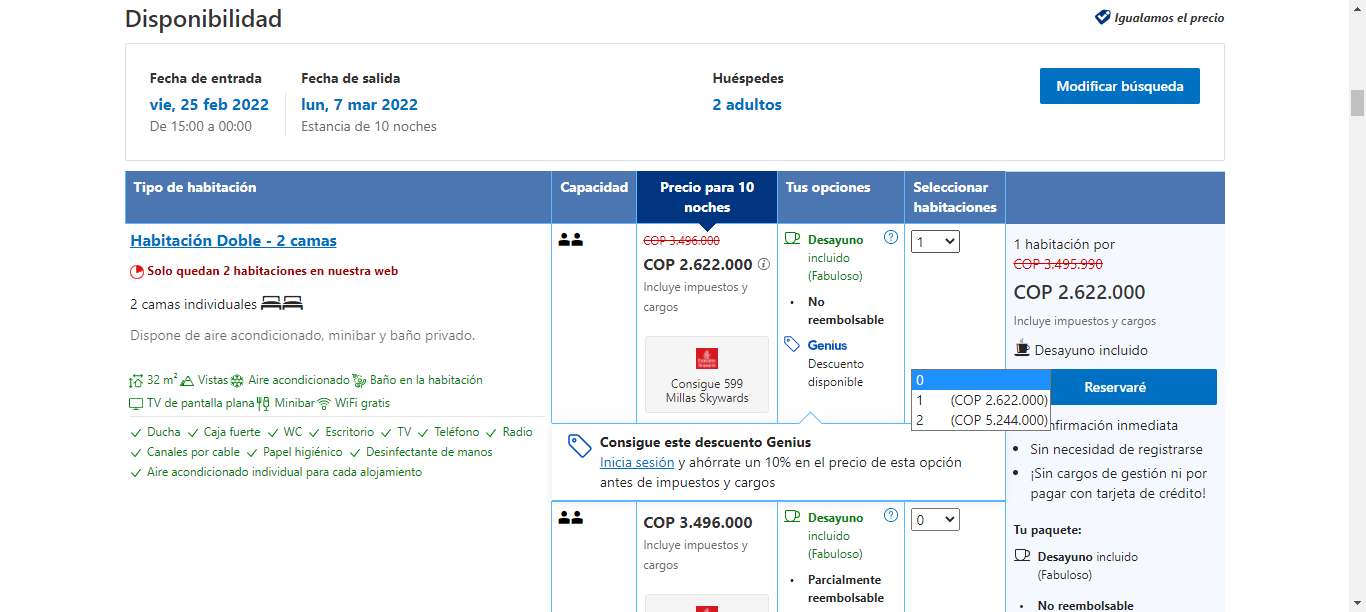 Disponibilidad
Igualamos el precio
Fecha de entrada
vie, 25 feb 2022
De 15:00 a 00:00
Fecha de salida
lun, 7 mar 2022
Estancia de 10 noches
Huéspedes
2 adultos
Modificar búsqueda
Tipo de habitación
Capacidad
Precio para 10
noches
Tus opciones
Seleccionar
habitaciones
Habitación Doble - 2 camas
Solo quedan 2 habitaciones en nuestra web
2 camas individuales
Dispone de aire acondicionado, minibar y baño privado.
32 m² Vistas Aire acondicionado Baño en la habitación
TV de pantalla plana Minibar WiFi gratis
Ducha Caja fuerte WC Escritorio TV Teléfono Radio
Canales por cable Papel higiénico Desinfectante de manos
Aire acondicionado individual para cada alojamiento
COP 3.496.000
COP 2.622.000
Incluye impuestos y
cargos
Consigue 599
Millas Skywards
Desayuno
incluido
(Fabuloso)
• No
reembolsable
Genius
Descuento
disponible
1
0
1 (COP 2.622.000)
2 (COP 5.244.000)
Consigue este descuento Genius
Inicia sesión y ahórrate un 10% en el precio de esta opción
antes de impuestos y cargos
COP 3.496.000
Incluye impuestos y
cargos
Desayuno
incluido
(Fabuloso)
• Parcialmente
reembolsable
0
1 habitación por
COP 3.495.990
COP 2.622.000
Incluye impuestos y cargos
Desayuno incluido
Reservaré
nfirmación inmediata
• Sin necesidad de registrarse
• ¡Sin cargos de gestión ni por
pagar con tarjeta de crédito!
Tu paquete:
Desayuno incluido
(Fabuloso)
• No reembolsable